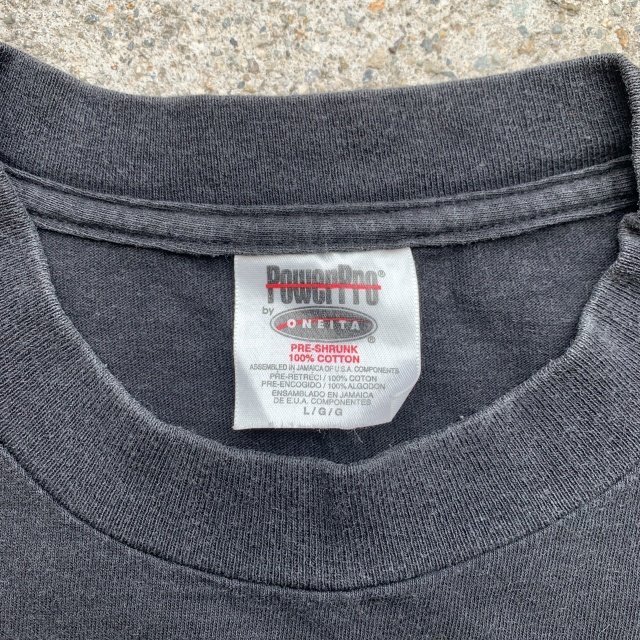 PowerPro®
by ONEITA®
PRE-SHRUNK
100% COTTON
ASSEMBLED IN JAMAICA OF U.S.A. COMPONENTS
PRE-RETRÉCI / 100% COTON
PRE-ENCOGIDO / 100% ALGODON
ENSAMBLADO EN JAMAICA
DE E.U.A. COMPONENTES
L / G / G